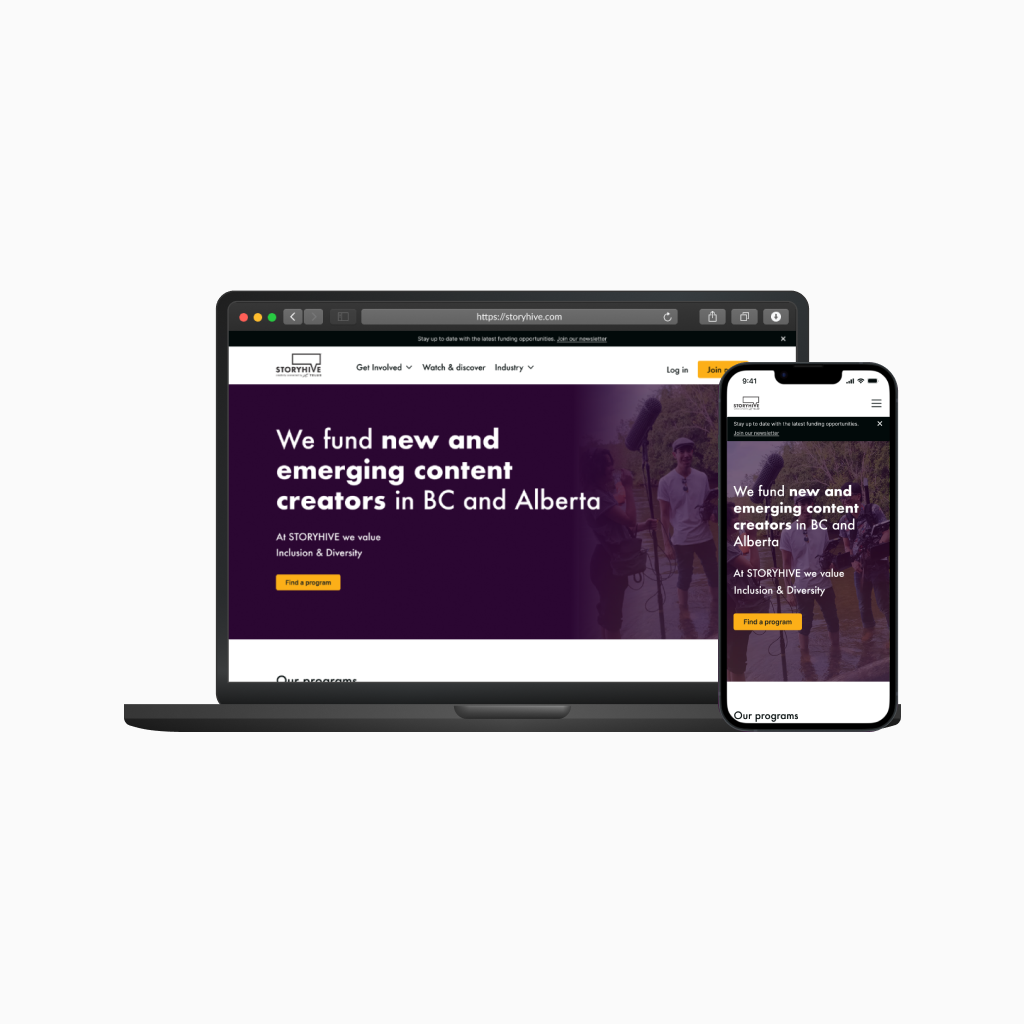 https://storyhive.com
Stay up to date with the latest funding opportunities. Join our newsletter
STORYHIVE
Get Involved
Watch & discover
Industry
Log in
Join
We fund new and
emerging content
creators in BC and Alberta
At STORYHIVE we value
Inclusion & Diversity
Find a program
Our programs
9:41
STORYHIVE
Stay up to date with the latest funding opportunities.
Join our newsletter
We fund new and
emerging content
creators in BC and
Alberta
At STORYHIVE we value
Inclusion & Diversity
Find a program
Our programs